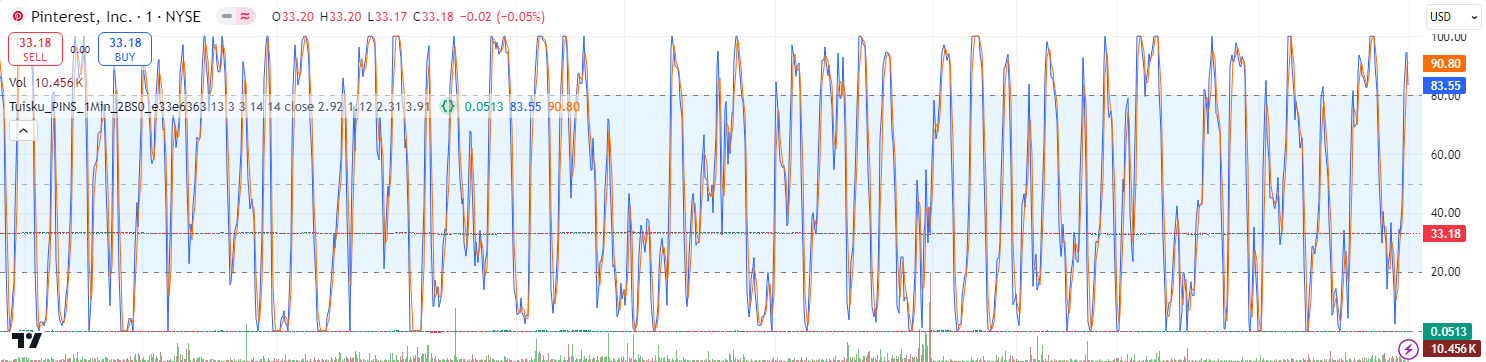 Pinterest, Inc. · 1 · NYSE O33.20 H33.20 L33.17 C33.18 −0.02 (−0.05%)
USD
33.18 SELL
0.00
33.18 BUY
Vol 10.456 K
Tuisku_PINS_1Min_2BS0_e33e6363 13 3 3 14 14 close 2.92 1.12 2.31 3.91 {} 0.0513 83.55 90.80
100.00
90.80
83.55
80.00
60.00
40.00
33.18
20.00
0.0513
10.456 K